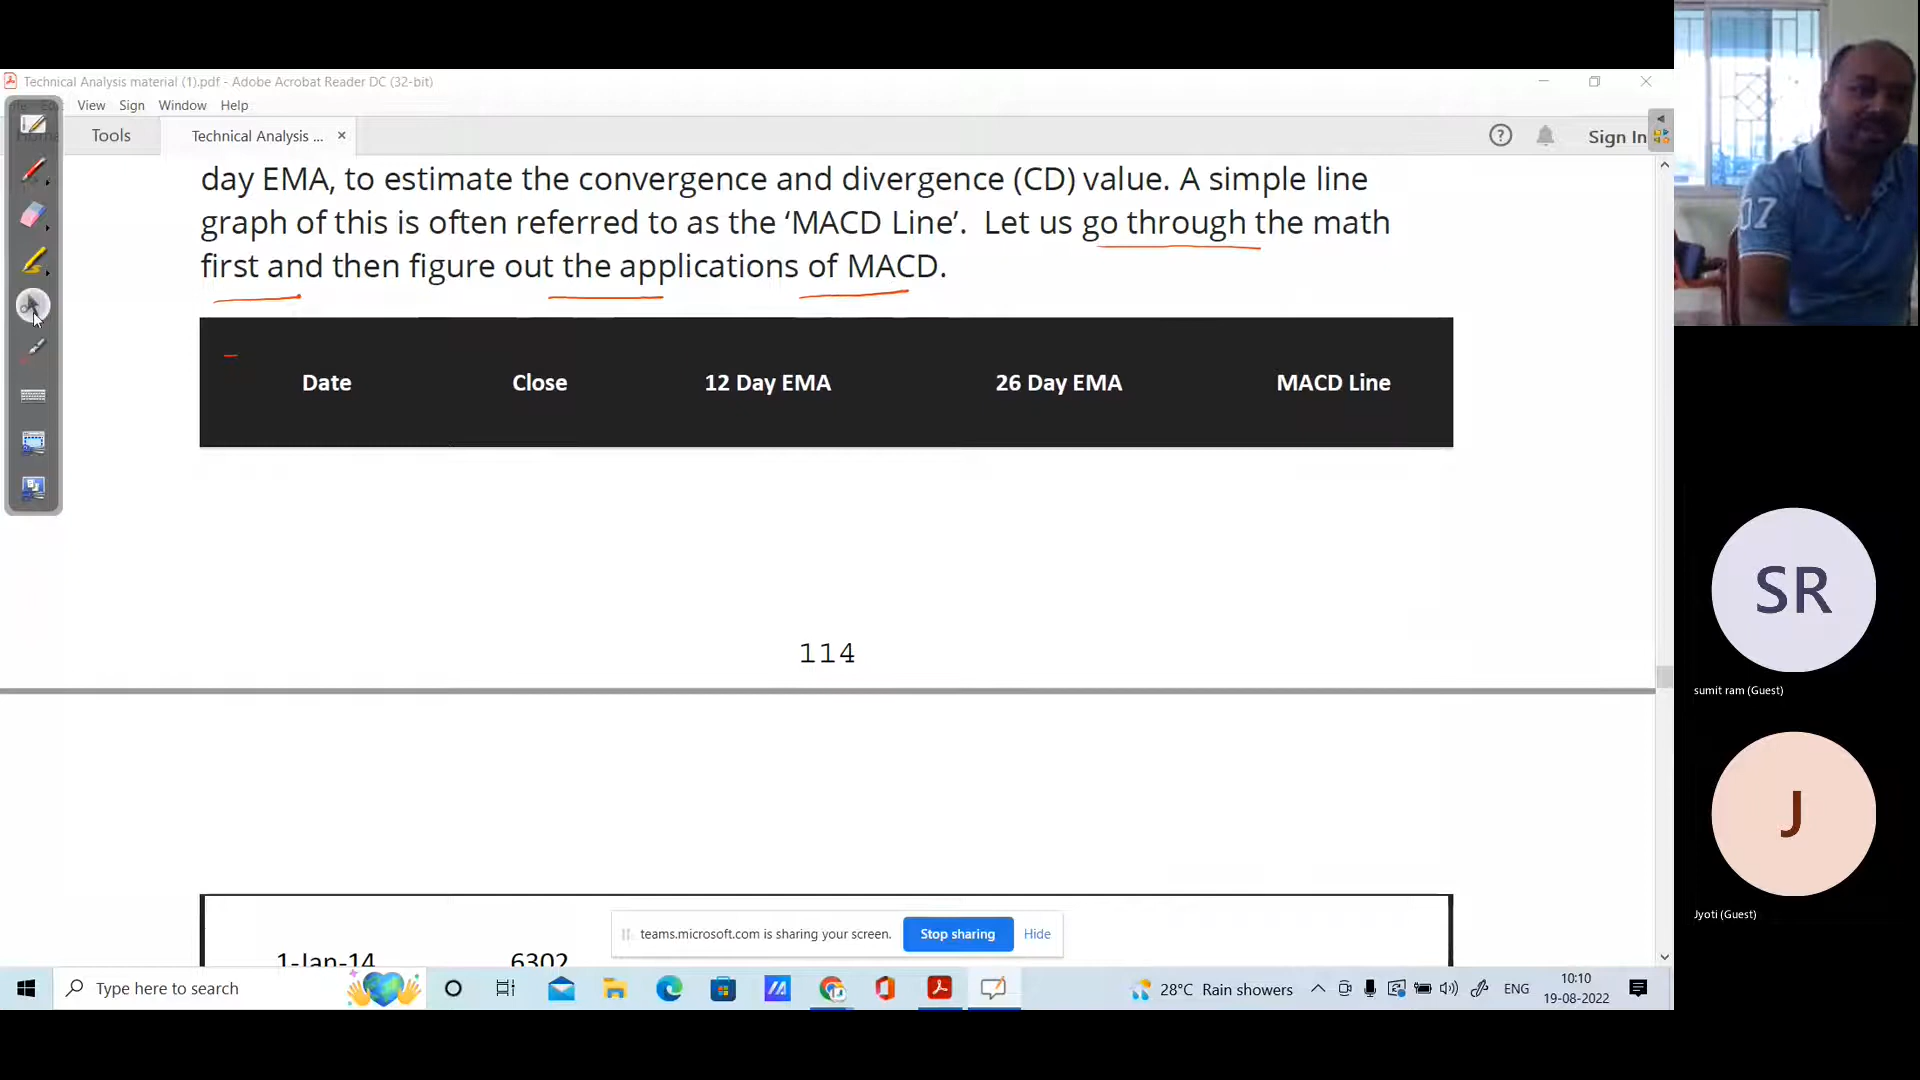 Technical Analysis material (1).pdf - Adobe Acrobat Reader DC (32-bit)
View Sign Window Help
Tools
Technical Analysis ...
Sign In
day EMA, to estimate the convergence and divergence (CD) value. A simple line
graph of this is often referred to as the ‘MACD Line’. Let us go through the math
first and then figure out the applications of MACD.
Date Close 12 Day EMA 26 Day EMA MACD Line
114
1-Jan-14 6302
teams.microsoft.com is sharing your screen. Stop sharing Hide
Type here to search
28°C Rain showers
ENG
10:10
19-08-2022
07
SR
sumit ram (Guest)
J
Jyoti (Guest)